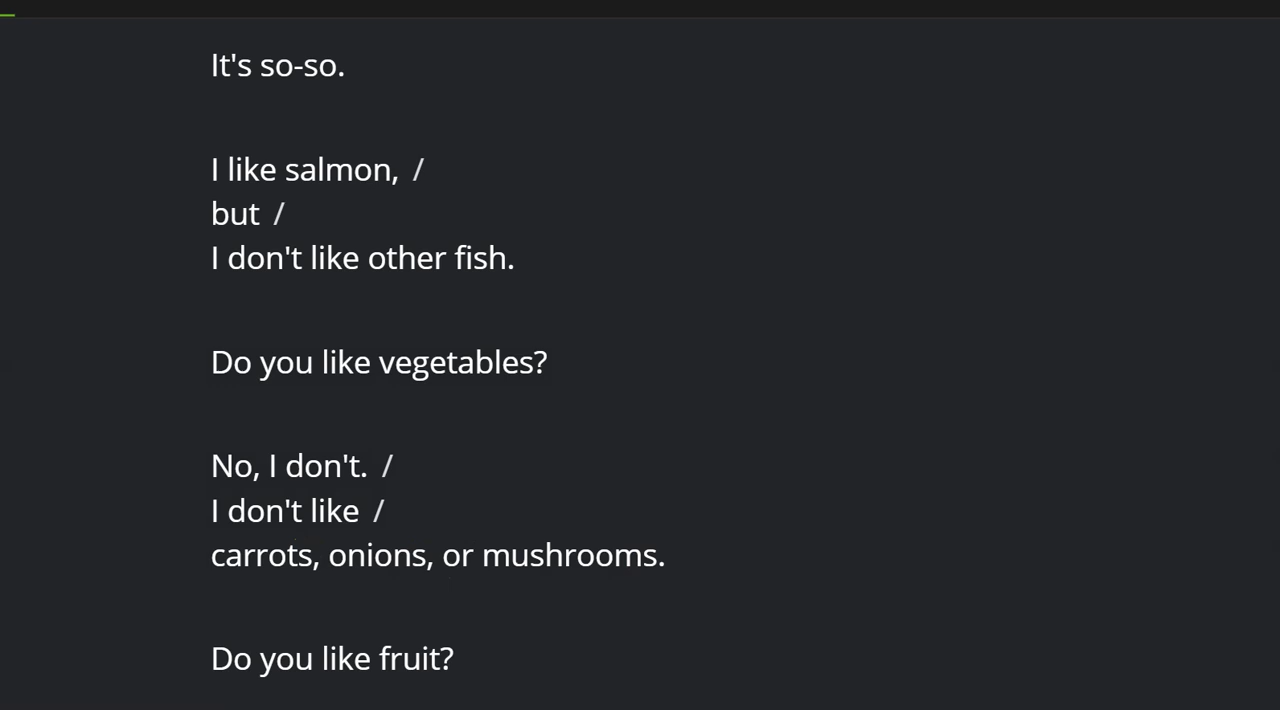 It's so-so.
I like salmon, /
but /
I don't like other fish.
Do you like vegetables?
No, I don't. /
I don't like /
carrots, onions, or mushrooms.
Do you like fruit?